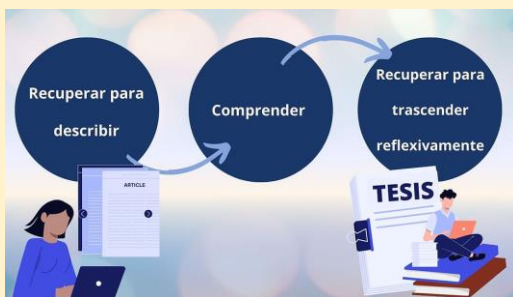 Recuperar para
describir
Comprender
Recuperar para
trascender
reflexivamente
ARTICLE
TESIS